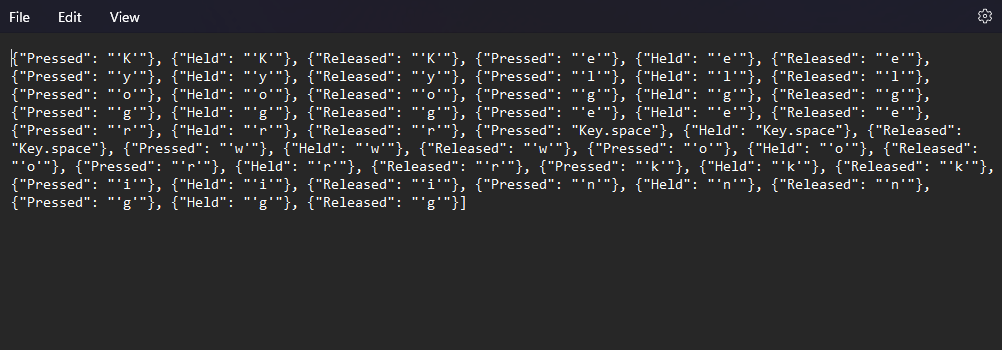 File Edit View
{"Pressed": "'K'"}, {"Held": "'K'"}, {"Released": "'K'"}, {"Pressed": "'e'"}, {"Held": "'e'"}, {"Released": "'e'"},
{"Pressed": "'y'"}, {"Held": "'y'"}, {"Released": "'y'"}, {"Pressed": "'l'"}, {"Held": "'l'"}, {"Released": "'l'"},
{"Pressed": "'o'"}, {"Held": "'o'"}, {"Released": "'o'"}, {"Pressed": "'g'"}, {"Held": "'g'"}, {"Released": "'g'"},
{"Pressed": "'g'"}, {"Held": "'g'"}, {"Released": "'g'"}, {"Pressed": "'e'"}, {"Held": "'e'"}, {"Released": "'e'"},
{"Pressed": "'r'"}, {"Held": "'r'"}, {"Released": "'r'"}, {"Pressed": "Key.space"}, {"Held": "Key.space"}, {"Released":
"Key.space"}, {"Pressed": "'w'"}, {"Held": "'w'"}, {"Released": "'w'"}, {"Pressed": "'o'"}, {"Held": "'o'"}, {"Released":
"'o'"}, {"Pressed": "'r'"}, {"Held": "'r'"}, {"Released": "'r'"}, {"Pressed": "'k'"}, {"Held": "'k'"}, {"Released": "'k'"},
{"Pressed": "'i'"}, {"Held": "'i'"}, {"Released": "'i'"}, {"Pressed": "'n'"}, {"Held": "'n'"}, {"Released": "'n'"},
{"Pressed": "'g'"}, {"Held": "'g'"}, {"Released": "'g'"}]